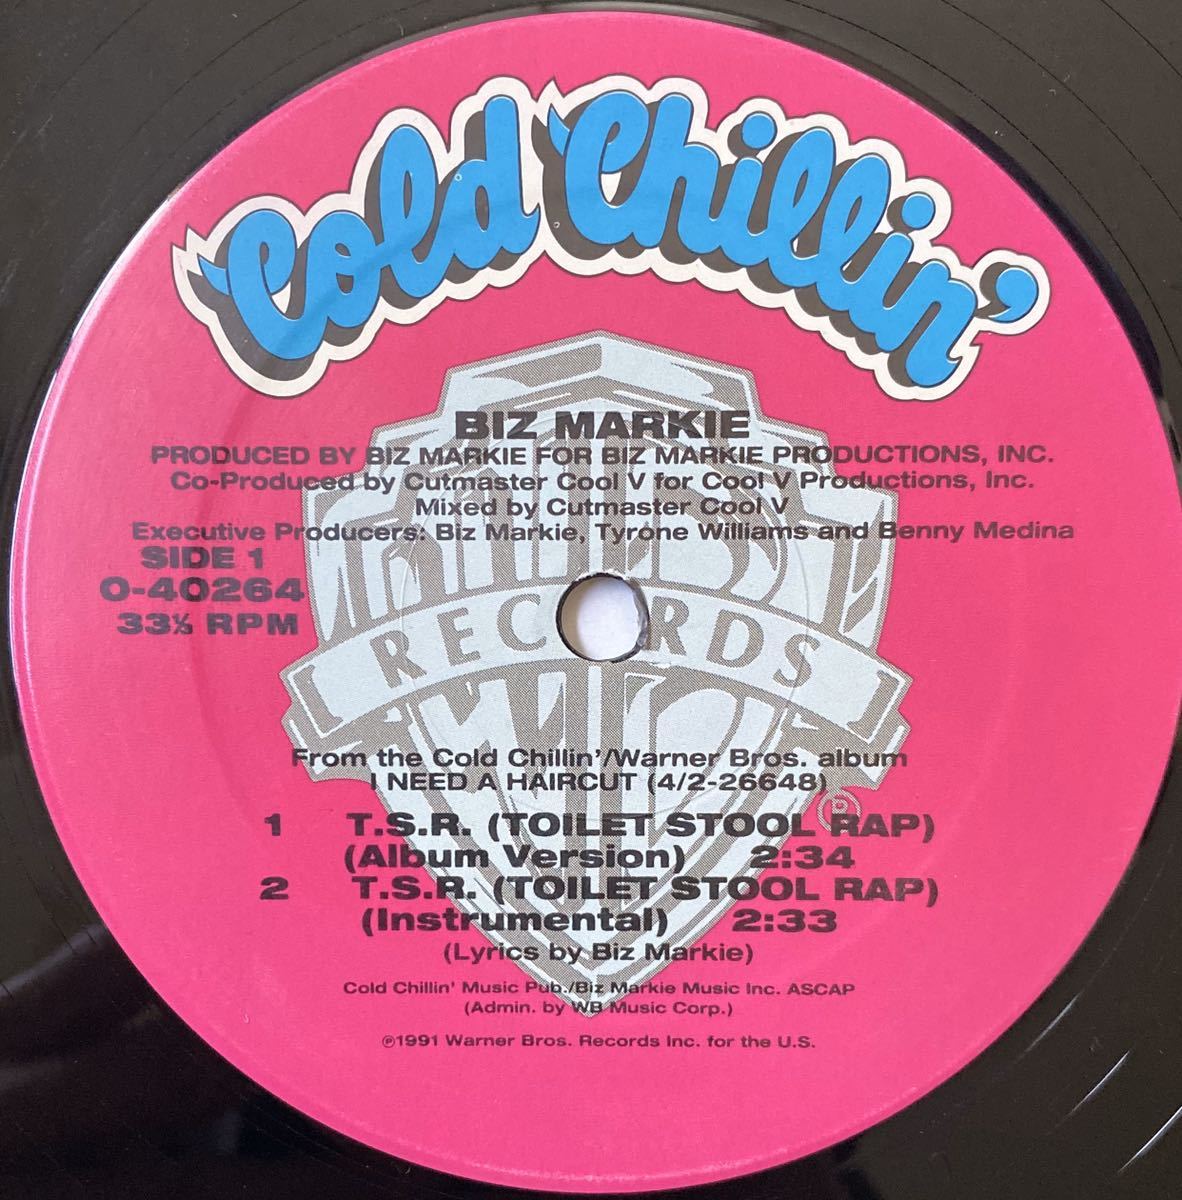 Cold Chillin'
BIZ MARKIE
PRODUCED BY BIZ MARKIE FOR BIZ MARKIE PRODUCTIONS, INC.
Co-Produced by Cutmaster Cool V for Cool V Productions, Inc.
Mixed by Cutmaster Cool V
Executive Producers: Biz Markie, Tyrone Williams and Benny Medina
SIDE 1
0-40264
33⅓ RPM
RECORDS
From the Cold Chillin'/Warner Bros. album
I NEED A HAIRCUT (4/2-26648)
1 T.S.R. (TOILET STOOL RAP)
(Album Version) 2:34
2 T.S.R. (TOILET STOOL RAP)
(Instrumental) 2:33
(Lyrics by Biz Markie)
Cold Chillin' Music Pub./Biz Markie Music Inc. ASCAP
(Admin. by WB Music Corp.)
℗1991 Warner Bros. Records Inc. for the U.S.